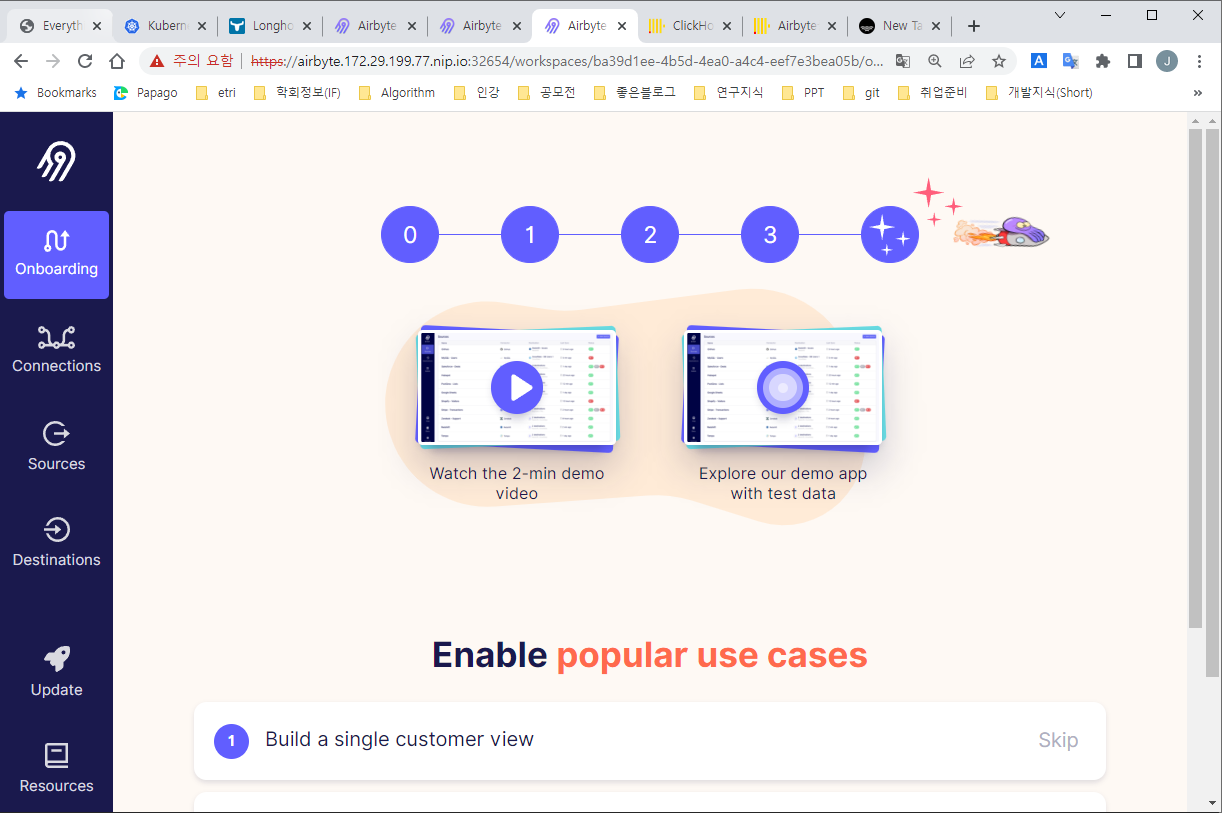 Everyth
Kubern
Longho
Airbyte
Airbyte
Airbyte
ClickHo
Airbyte
New Ta
주의 요함
https://airbyte.172.29.199.77.nip.io:32654/workspaces/ba39d1ee-4b5d-4ea0-a4c4-eef7e3bea05b/o...
A
J
Bookmarks
Papago
etri
학회정보(IF)
Algorithm
인강
공모전
좋은블로그
연구지식
PPT
git
취업준비
개발지식(Short)
»
Onboarding
Connections
Sources
Destinations
Update
Resources
0
1
2
3
Watch the 2-min demo
video
Explore our demo app
with test data
Enable popular use cases
1
Build a single customer view
Skip